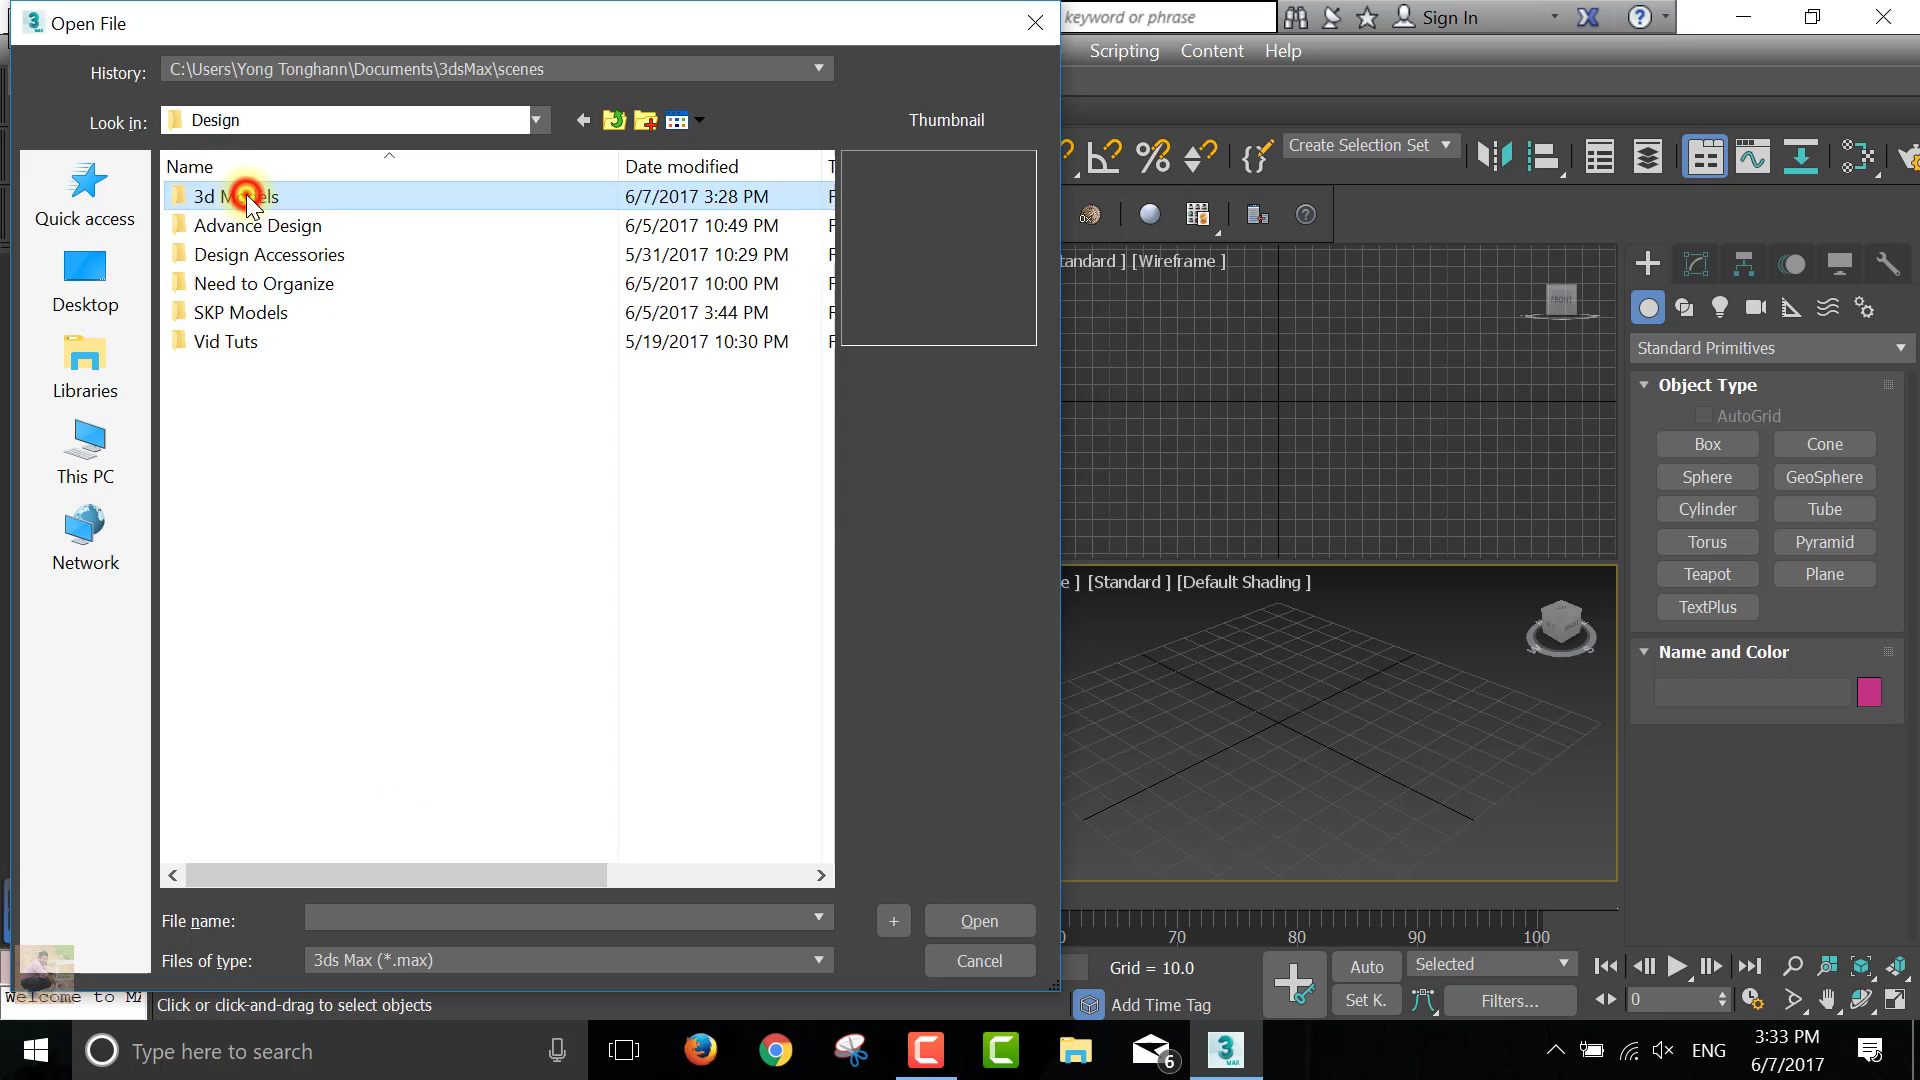 Open File
keyword or phrase
Sign In
History:
C:\Users\Yong Tonghann\Documents\3dsMax\scenes
Scripting
Content
Help
Look in:
Design
Thumbnail
Create Selection Set
Name
Date modified
3d Models
6/7/2017 3:28 PM
Advance Design
6/5/2017 10:49 PM
Design Accessories
5/31/2017 10:29 PM
Need to Organize
6/5/2017 10:00 PM
SKP Models
6/5/2017 3:44 PM
Vid Tuts
5/19/2017 10:30 PM
Quick access
Desktop
Libraries
This PC
Network
[Wireframe ]
FRONT
Standard Primitives
Object Type
AutoGrid
Box
Cone
Sphere
GeoSphere
Cylinder
Tube
Torus
Pyramid
Teapot
Plane
TextPlus
] [Standard ] [Default Shading ]
Name and Color
File name:
+
Open
Files of type:
3ds Max (*.max)
Cancel
70
80
90
100
Grid = 10.0
Auto
Selected
Welcome to
Click or click-and-drag to select objects
Add Time Tag
Set K.
Filters...
0
Type here to search
6
MAX
ENG
3:33 PM
6/7/2017